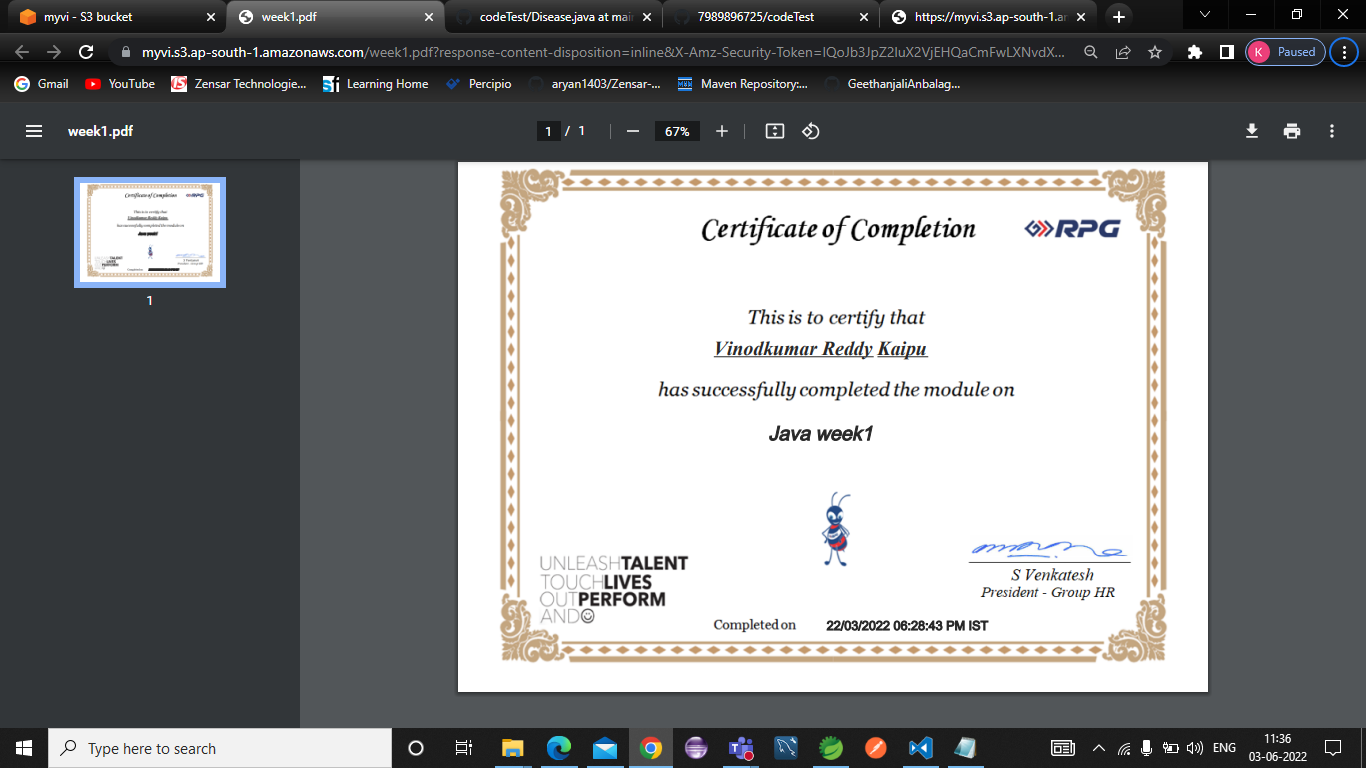 myvi - S3 bucket
week1.pdf
codeTest/Disease.java at mai
7989896725/codeTest
https://myvi.s3.ap-south-1.a
myvi.s3.ap-south-1.amazonaws.com/week1.pdf?response-content-disposition=inline&X-Amz-Security-Token=
K Paused
Gmail
YouTube
Zensar Technologie...
Learning Home
Percipio
aryan1403/Zensar-...
Maven Repository:...
GeethanjaliAnbalag...
week1.pdf
1 / 1
67%
1
Certificate of Completion
RPG
This is to certify that
Vinodkumar Reddy Kaipu
has successfully completed the module on
Java week1
UNLEASHTALENT
TOUCHLIVES
OUTPERFORM
AND
S Venkatesh
President - Group HR
Completed on 22/03/2022 06:28:43 PM IST
Type here to search
ENG
11:36
03-06-2022